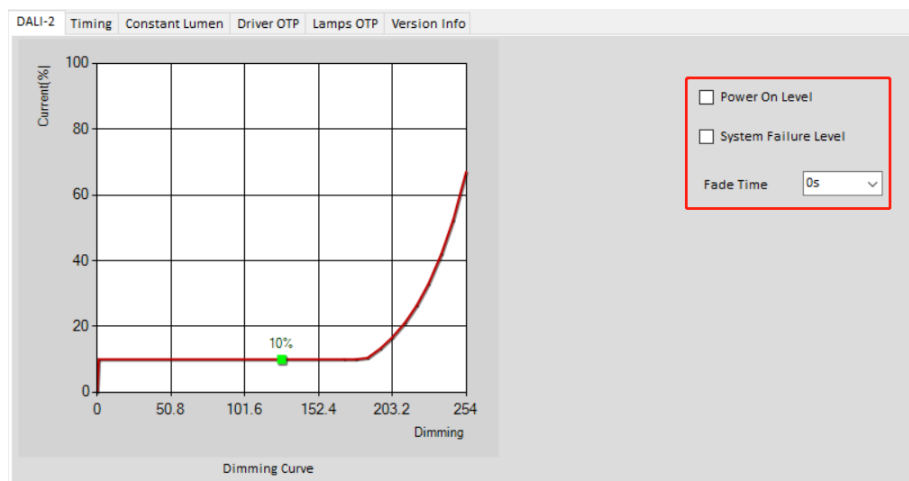 DALI-2 Timing Constant Lumen Driver OTP Lamps OTP Version Info
Current[%]
100
80
60
40
20
0
10%
0 50.8 101.6 152.4 203.2 254
Dimming
Dimming Curve
Power On Level
System Failure Level
Fade Time 0s